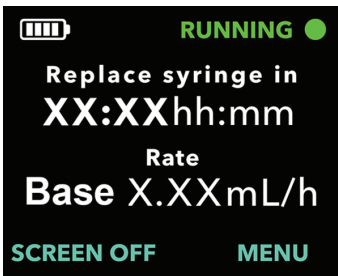 RUNNING
Replace syringe in
XX:XXhh:mm
Rate
Base X.XXmL/h
SCREEN OFF MENU